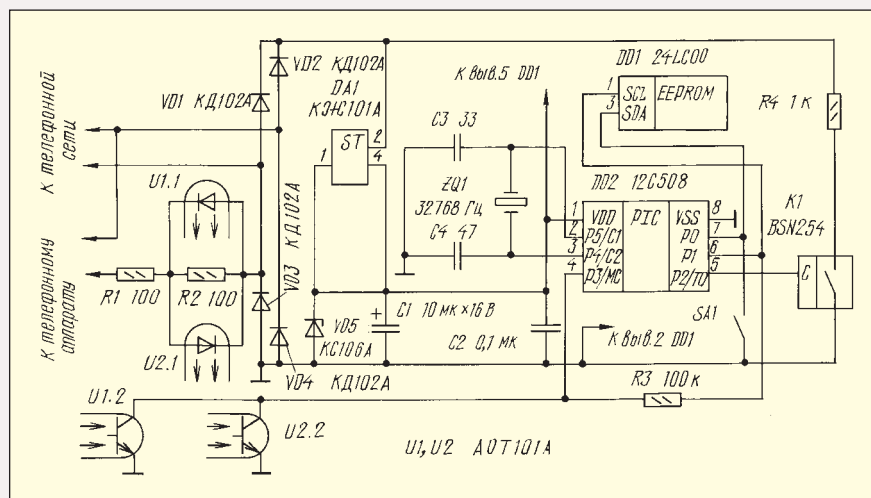 VD2 КД102А
DA1
КЖ101А
VD1 КД102А
К телефонной
сети
U1.1
К телефонному
аппарату
R1 100
R2 100
U2.1
VD3
КД102А
VD4
КД102А
ST
1
2
4
К выв.5 DD1
C3 33
ZQ1
32768 Гц
C4 47
VD5
КС106А
+
C1 10 мк×16 В
C2 0,1 мк
DD1 24LC00
1
3
SCL
SDA
EEPROM
DD2 12C508
1
2
3
4
VDD
P5/C1
P4/C2
P3/MC
PIC
VSS
P0
P1
P2/T0
8
7
6
5
R4 1 к
K1
BSN254
C
SA1
К выв.2 DD1
R3 100 к
U1.2
U2.2
U1, U2 АОТ101А